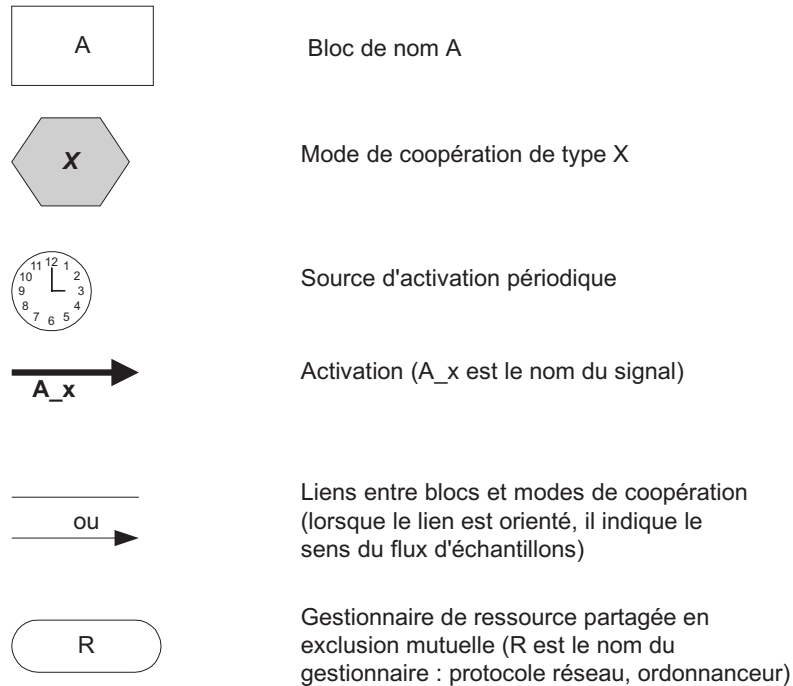 A
Bloc de nom A
X
Mode de coopération de type X
11 12 1
10 2
9 3
8 4
7 6 5
Source d'activation périodique
Activation (A_x est le nom du signal)
A_x
Liens entre blocs et modes de coopération
ou
(lorsque le lien est orienté, il indique le
sens du flux d'échantillons)
Gestionnaire de ressource partagée en
R
exclusion mutuelle (R est le nom du
gestionnaire : protocole réseau, ordonnanceur)